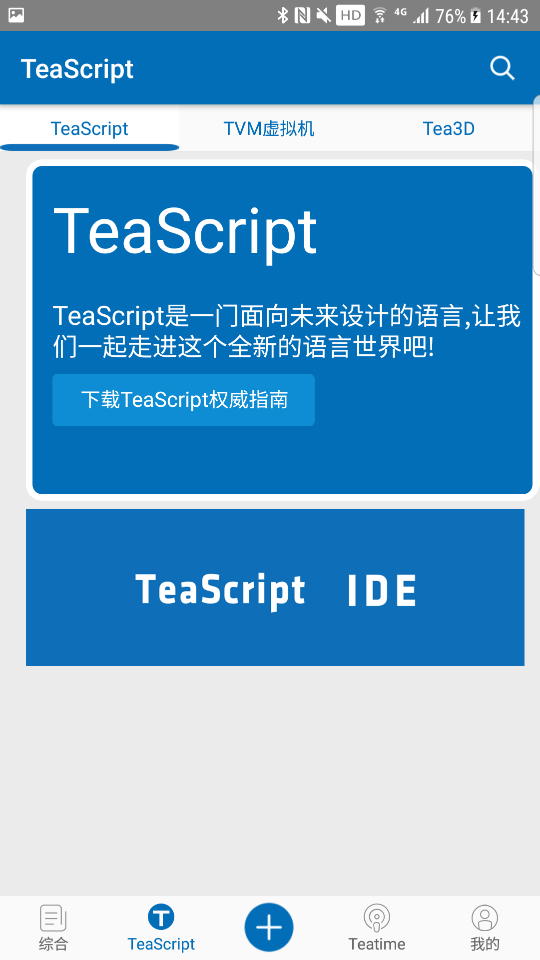 HD 4G 76% 14:43
TeaScript
TeaScript TVM虚拟机 Tea3D
TeaScript
TeaScript是一门面向未来设计的语言,让我
们一起走进这个全新的语言世界吧!
下载TeaScript权威指南
TeaScript IDE
综合 TeaScript Teatime 我的